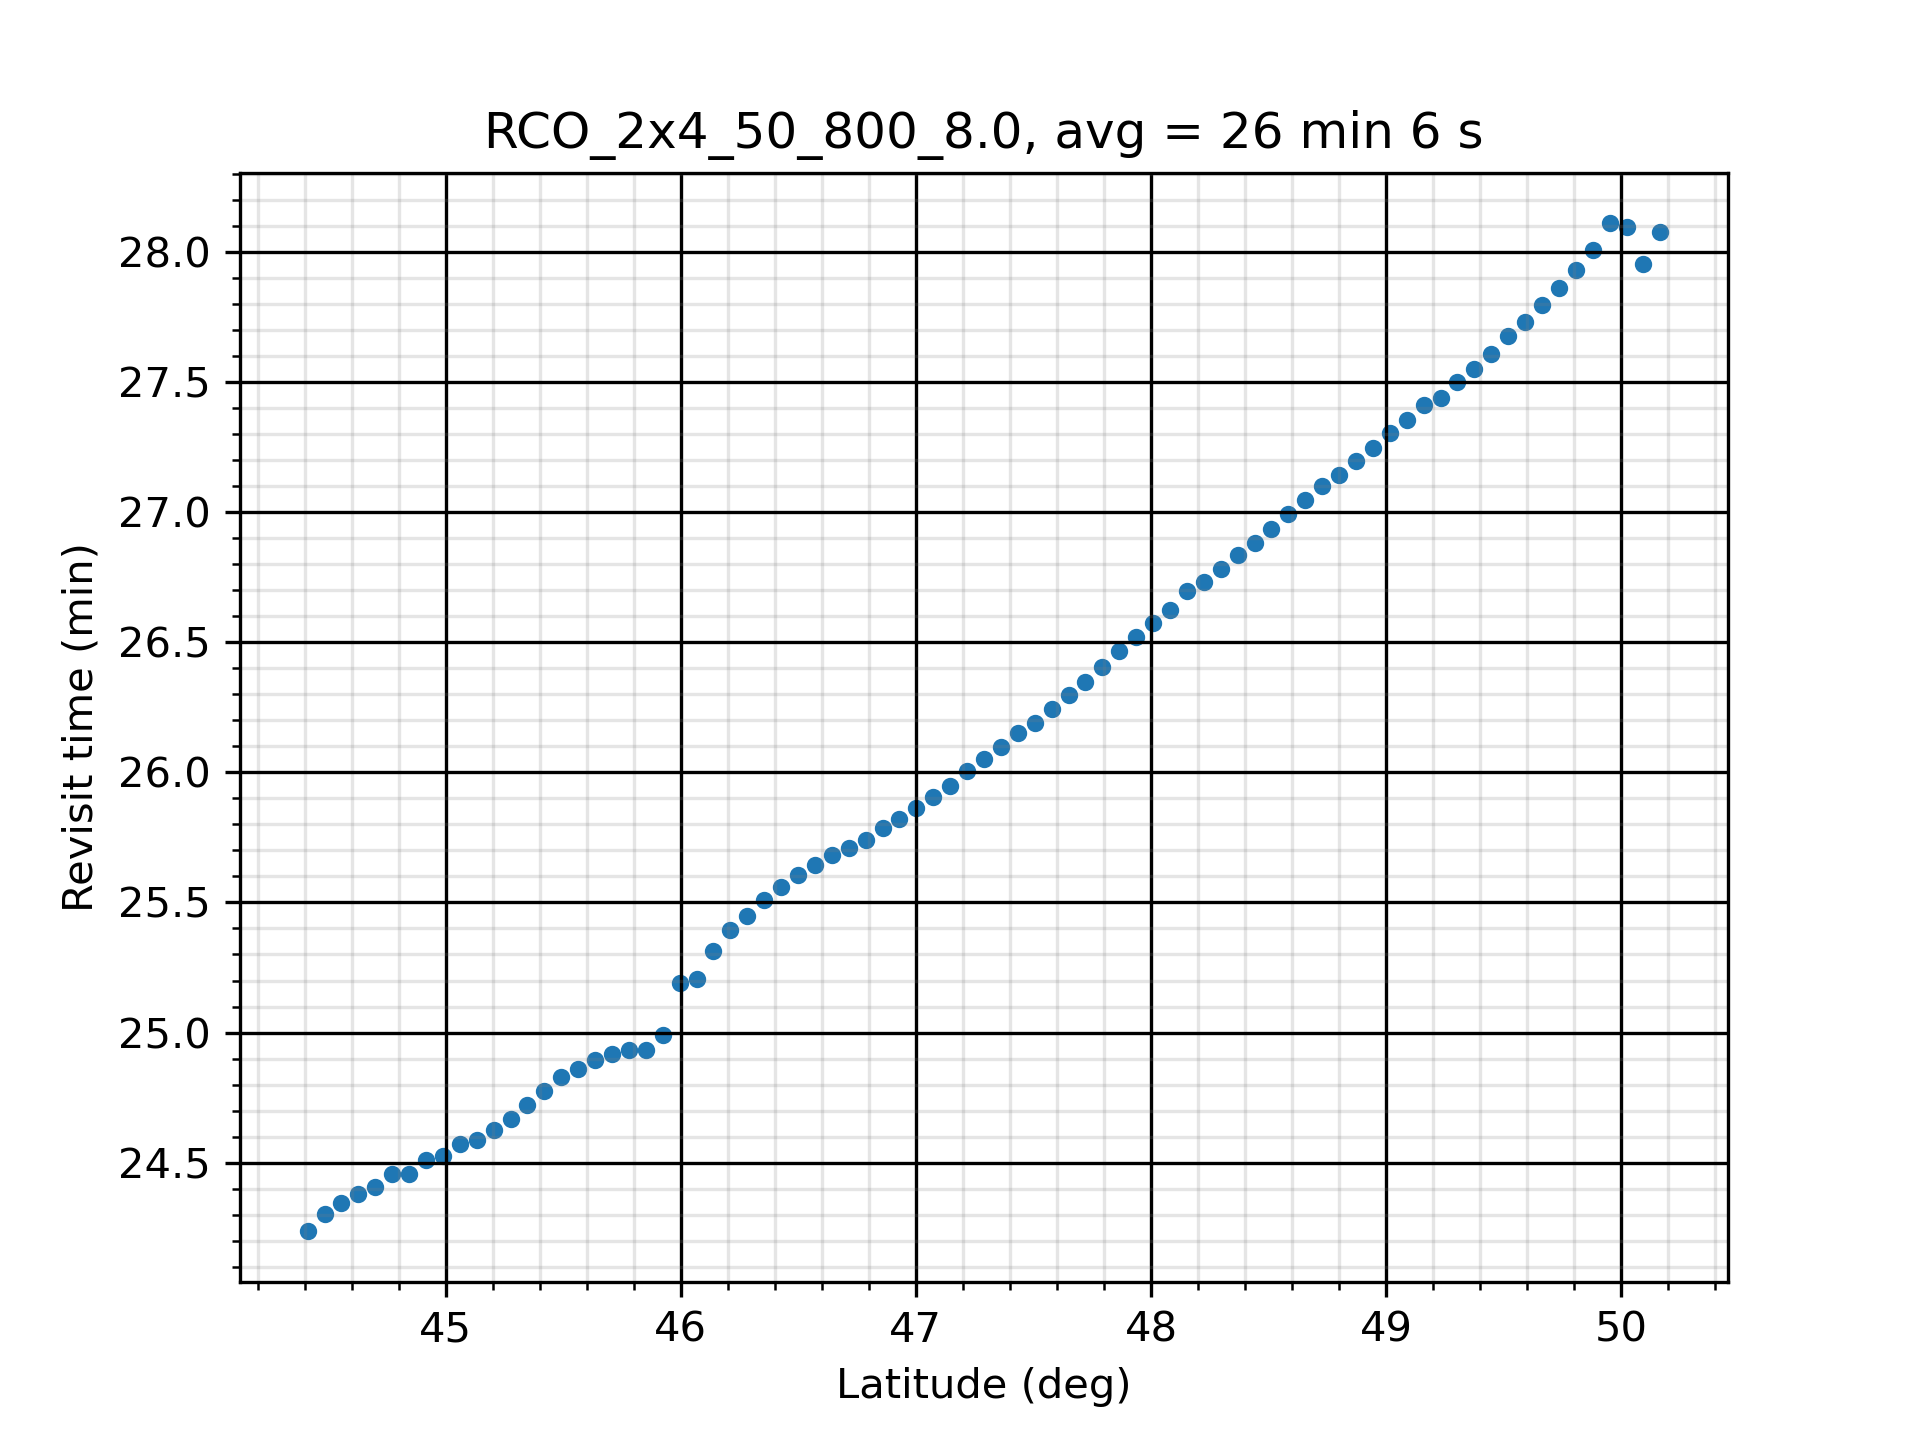 RCO_2x4_50_800_8.0, avg = 26 min 6 s
28.0
27.5
27.0
26.5
26.0
25.5
25.0
24.5
Revisit time (min)
45 46 47 48 49 50
Latitude (deg)